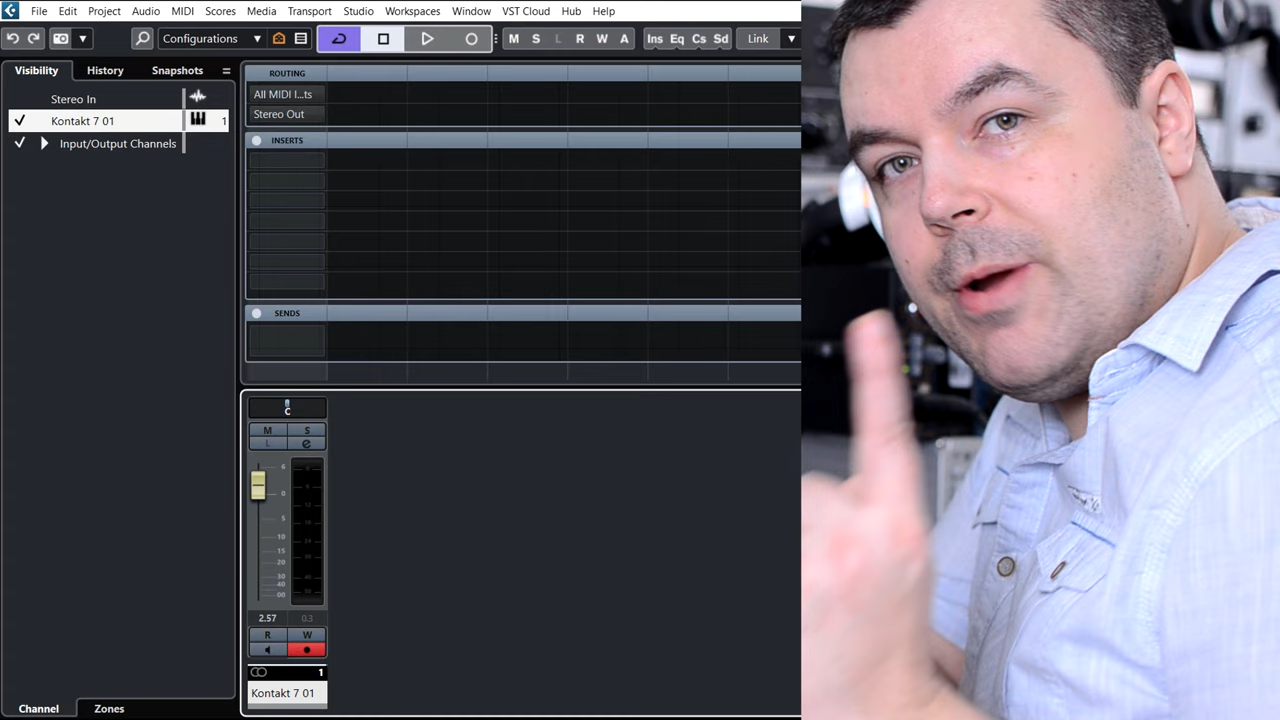 File Edit Project Audio MIDI Scores Media Transport Studio Workspaces Window VST Cloud Hub Help
Configurations M S L R W A Ins Eq Cs Sd Link
Visibility History Snapshots
Stereo In
Kontakt 7 01 1
Input/Output Channels
ROUTING
All MIDI I...ts
Stereo Out
INSERTS
SENDS
C
M S
L e
6
0
5
10
15
20
30
40
00
2.57 0.3
R W
1
Kontakt 7 01
Channel Zones